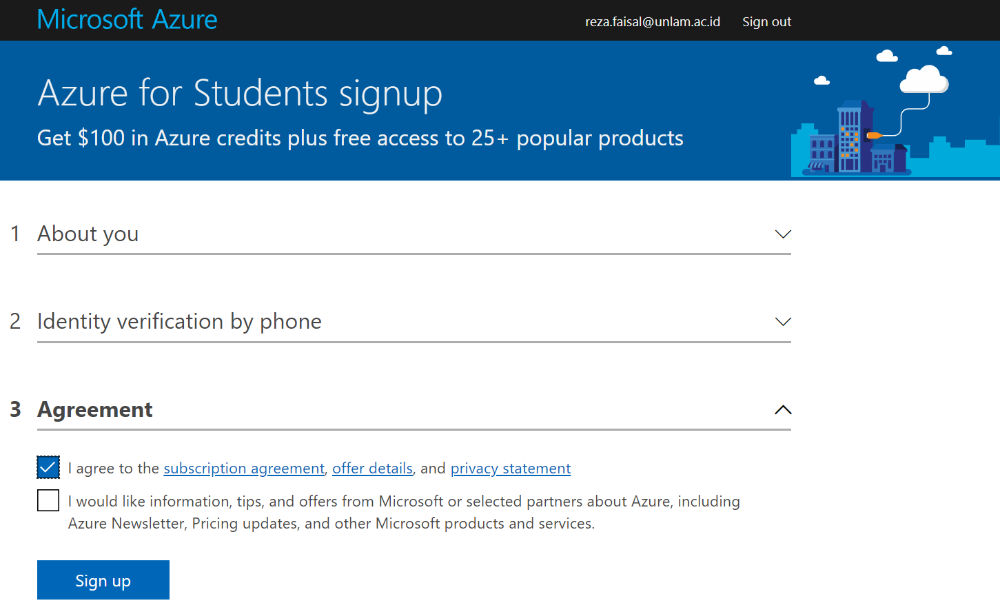 Microsoft Azure
reza.faisal@unlam.ac.id Sign out
Azure for Students signup
Get $100 in Azure credits plus free access to 25+ popular products
1 About you
2 Identity verification by phone
3 Agreement
I agree to the subscription agreement, offer details, and privacy statement
I would like information, tips, and offers from Microsoft or selected partners about Azure, including
Azure Newsletter, Pricing updates, and other Microsoft products and services.
Sign up